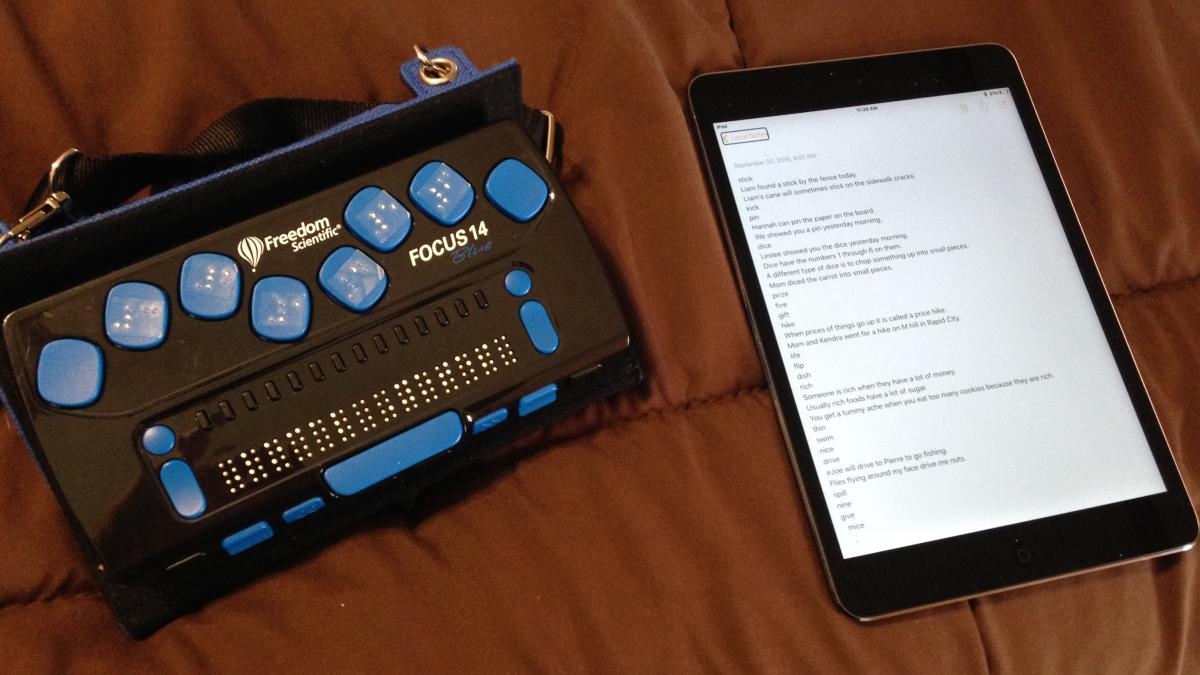 Freedom
Scientific®
FOCUS 14
Blue
iPad
11:26 AM
Local Notes
September 20, 2016, 9:01 AM
stick
Liam found a stick by the fence today.
Liam's cane will sometimes stick on the sidewalk cracks.
kick
pin
Hannah can pin the paper on the board.
We showed you a pin yesterday morning.
dice
Leslee showed you the dice yesterday morning.
Dice have the numbers 1 through 6 on them.
A different type of dice is to chop something up into small pieces.
Mom diced the carrot into small pieces.
prize
five
gift
hike
When prices of things go up it is called a price hike.
Mom and Kendra went for a hike on M hill in Rapid City.
life
flip
dish
rich
Someone is rich when they have a lot of money.
Usually rich foods have a lot of sugar.
You get a tummy ache when you eat too many cookies because they are rich.
thin
swim
nice
drive
eJoe will drive to Pierre to go fishing.
Flies flying around my face drive me nuts.
spill
nine
give
mice